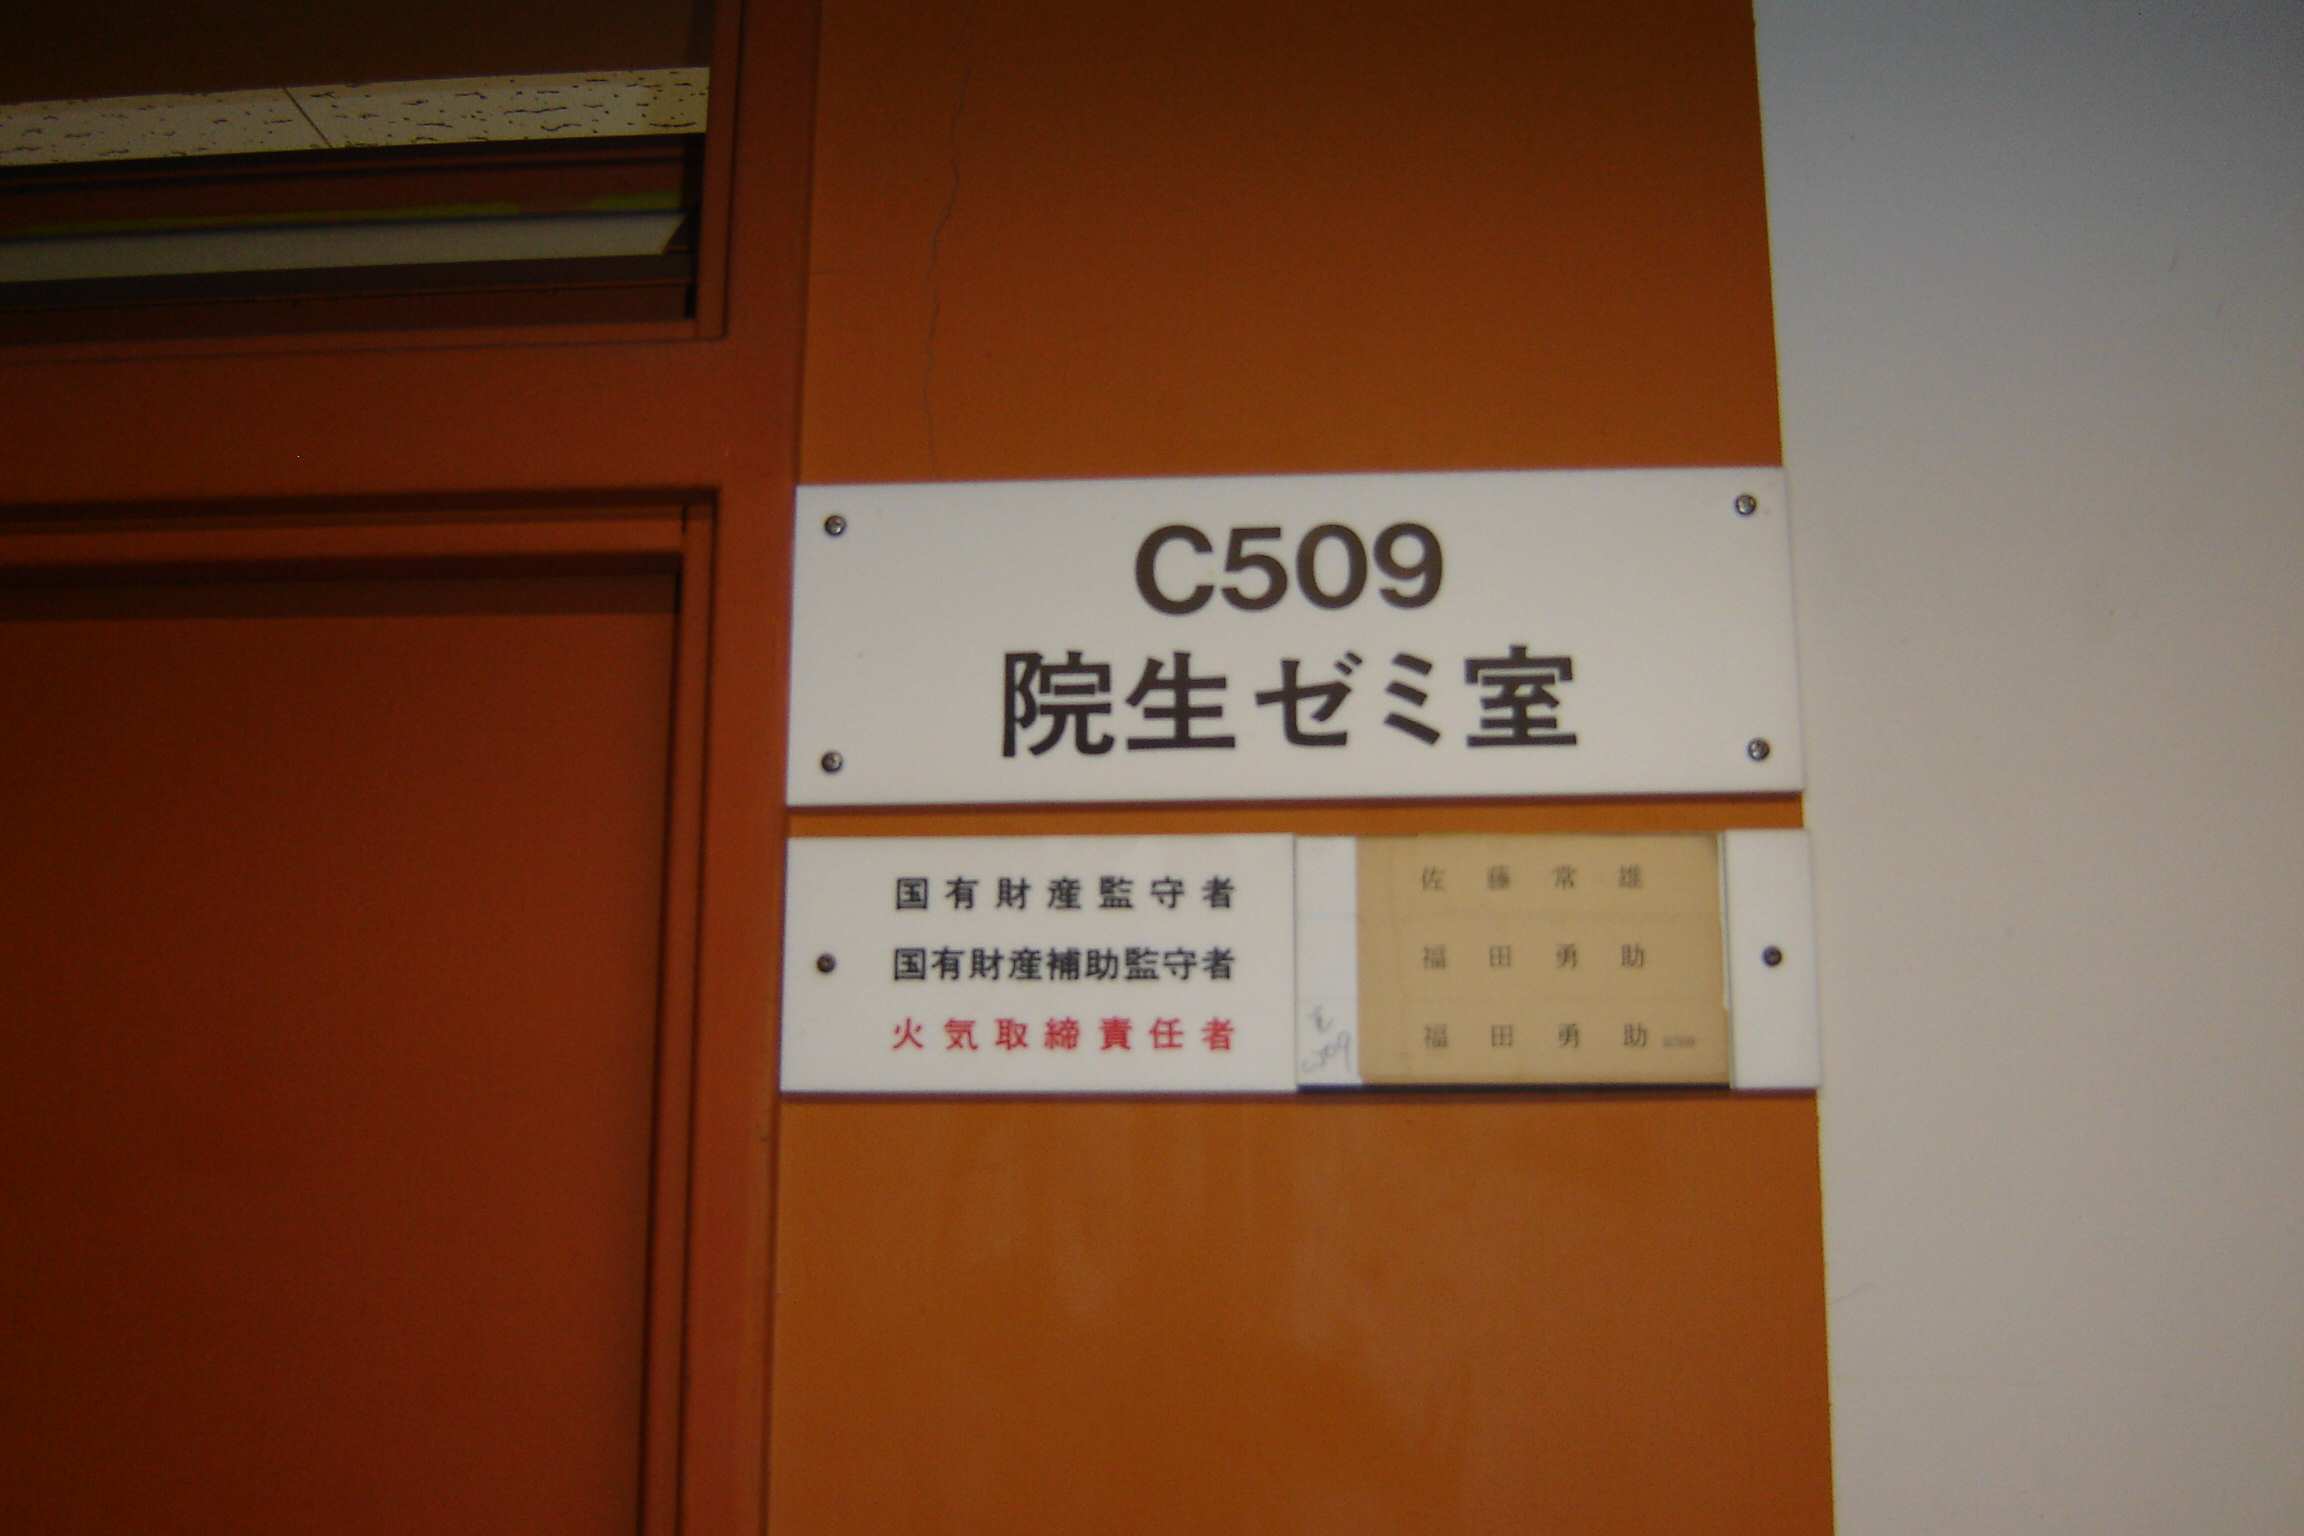 C509
院生ゼミ室
国有財産監守者 佐藤常雄
国有財産補助監守者 福田勇助
火気取締責任者 福田勇助
C509